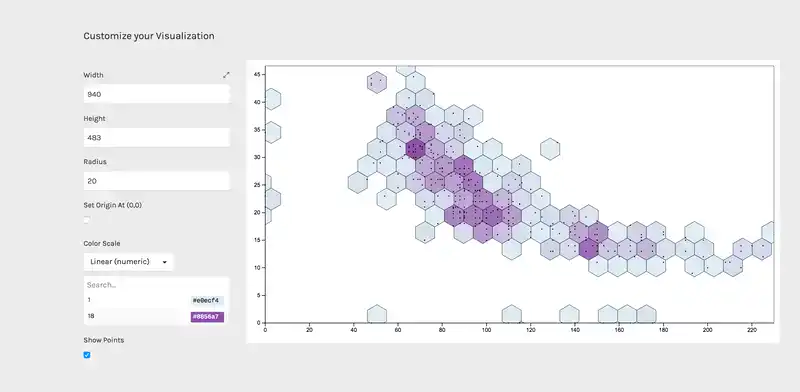 Customize your Visualization
Width
940
Height
483
Radius
20
Set Origin At (0,0)
Color Scale
Linear (numeric)
Search...
1 #e0ecf4
18 #8856a7
Show Points
45
40
35
30
25
20
15
10
5
0
0 20 40 60 80 100 120 140 160 180 200 220